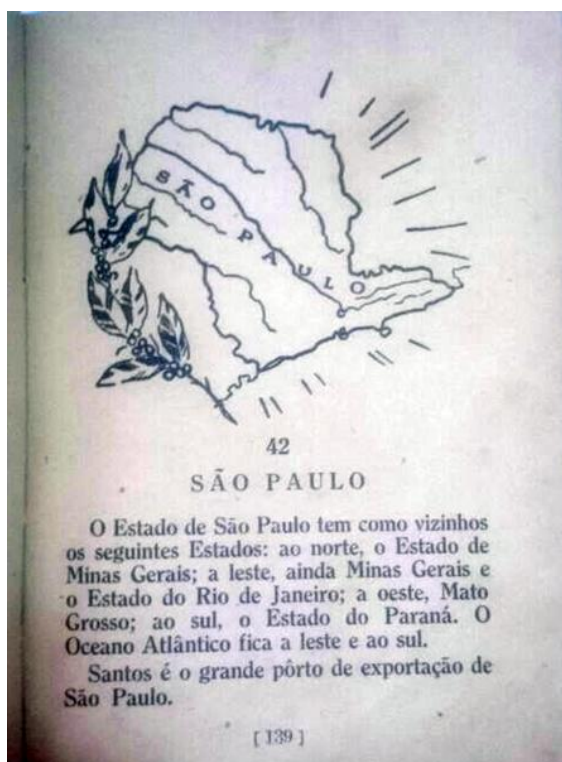 SÃO PAULO
42
SÃO PAULO
O Estado de São Paulo tem como vizinhos
os seguintes Estados: ao norte, o Estado de
Minas Gerais; a leste, ainda Minas Gerais e
o Estado do Rio de Janeiro; a oeste, Mato
Grosso; ao sul, o Estado do Paraná. O
Oceano Atlântico fica a leste e ao sul.
Santos é o grande pôrto de exportação de
São Paulo.
[ 139 ]